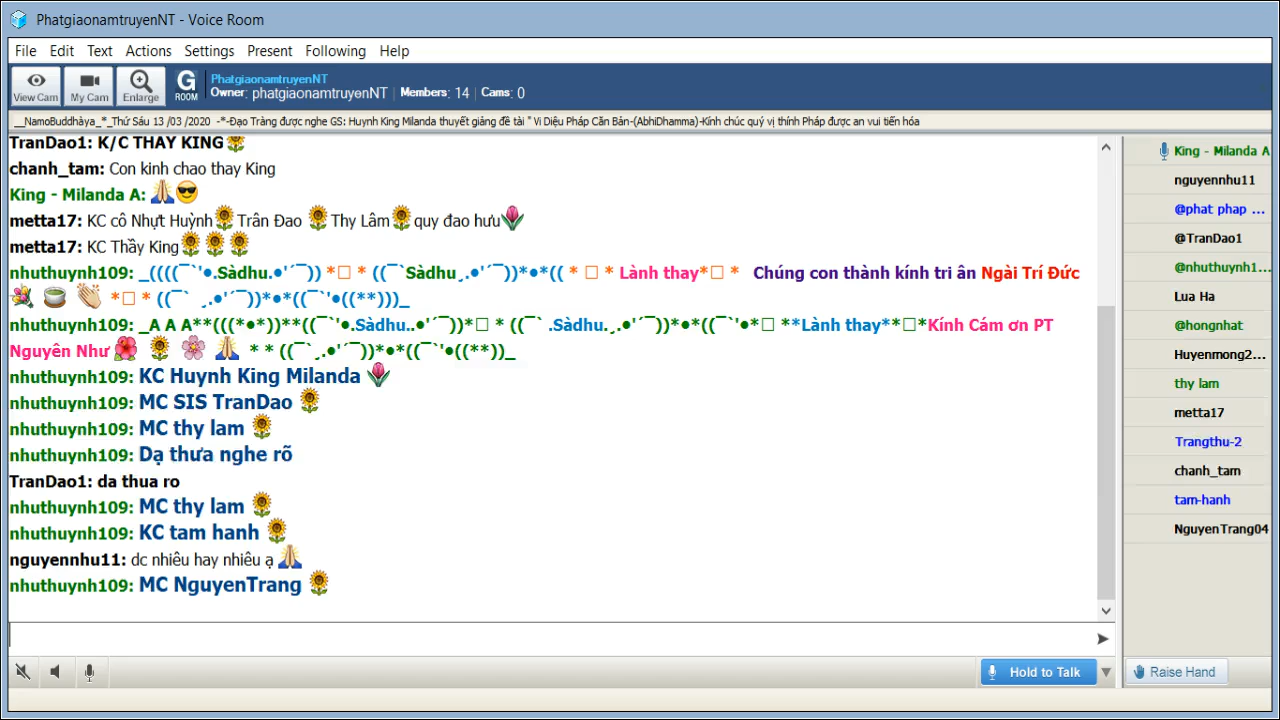 PhatgiaonamtruyenNT - Voice Room
File Edit Text Actions Settings Present Following Help
View Cam My Cam Enlarge G ROOM
PhatgiaonamtruyenNT
Owner: phatgiaonamtruyenNT | Members: 14 | Cams: 0
__NamoBuddhàya_*_Thứ Sáu 13 /03 /2020 -*-Đạo Tràng được nghe GS: Huynh King Milanda thuyết giảng đề tài " Vi Diệu Pháp Căn Bản-(AbhiDhamma)-Kính chúc quý vị thính Pháp được an vui tiến hóa
TranDao1: K/C THAY KING🌻
chanh_tam: Con kinh chao thay King
King - Milanda A: 🙏😎
metta17: KC cô Nhựt Huỳnh🌻Trân Đao 🌻Thy Lâm🌻quy đao hưu🌷
metta17: KC Thầy King🌻🌻🌻
nhuthuynh109: _((((¯`'•.Sàdhu.•'´¯)) *□ * ((¯`Sàdhu¸.•'´¯))*•*(( * □ * Lành thay*□ * Chúng con thành kính tri ân Ngài Trí Đức
💐 🍵 👏 *□ * ((¯` ¸.•'´¯))*•*((¯`'•((**)))_
nhuthuynh109: _A A A**(((*•*))**((¯`'•.Sàdhu..•'´¯))*□ * ((¯` .Sàdhu.¸.•'´¯))*•*((¯`'•*□ **Lành thay**□*Kính Cám ơn PT
Nguyên Như 🌺 🌻 🌸 🙏 * * ((¯`¸.•'´¯))*•*((¯`'•((**))_
nhuthuynh109: KC Huynh King Milanda 🌷
nhuthuynh109: MC SIS TranDao 🌻
nhuthuynh109: MC thy lam 🌻
nhuthuynh109: Dạ thưa nghe rõ
TranDao1: da thua ro
nhuthuynh109: MC thy lam 🌻
nhuthuynh109: KC tam hanh 🌻
nguyennhu11: dc nhiêu hay nhiêu ạ 🙏
nhuthuynh109: MC NguyenTrang 🌻
King - Milanda A
nguyennhu11
@phat phap ...
@TranDao1
@nhuthuynh1...
Lua Ha
@hongnhat
Huyenmong2...
thy lam
metta17
Trangthu-2
chanh_tam
tam-hanh
NguyenTrang04
Hold to Talk
Raise Hand